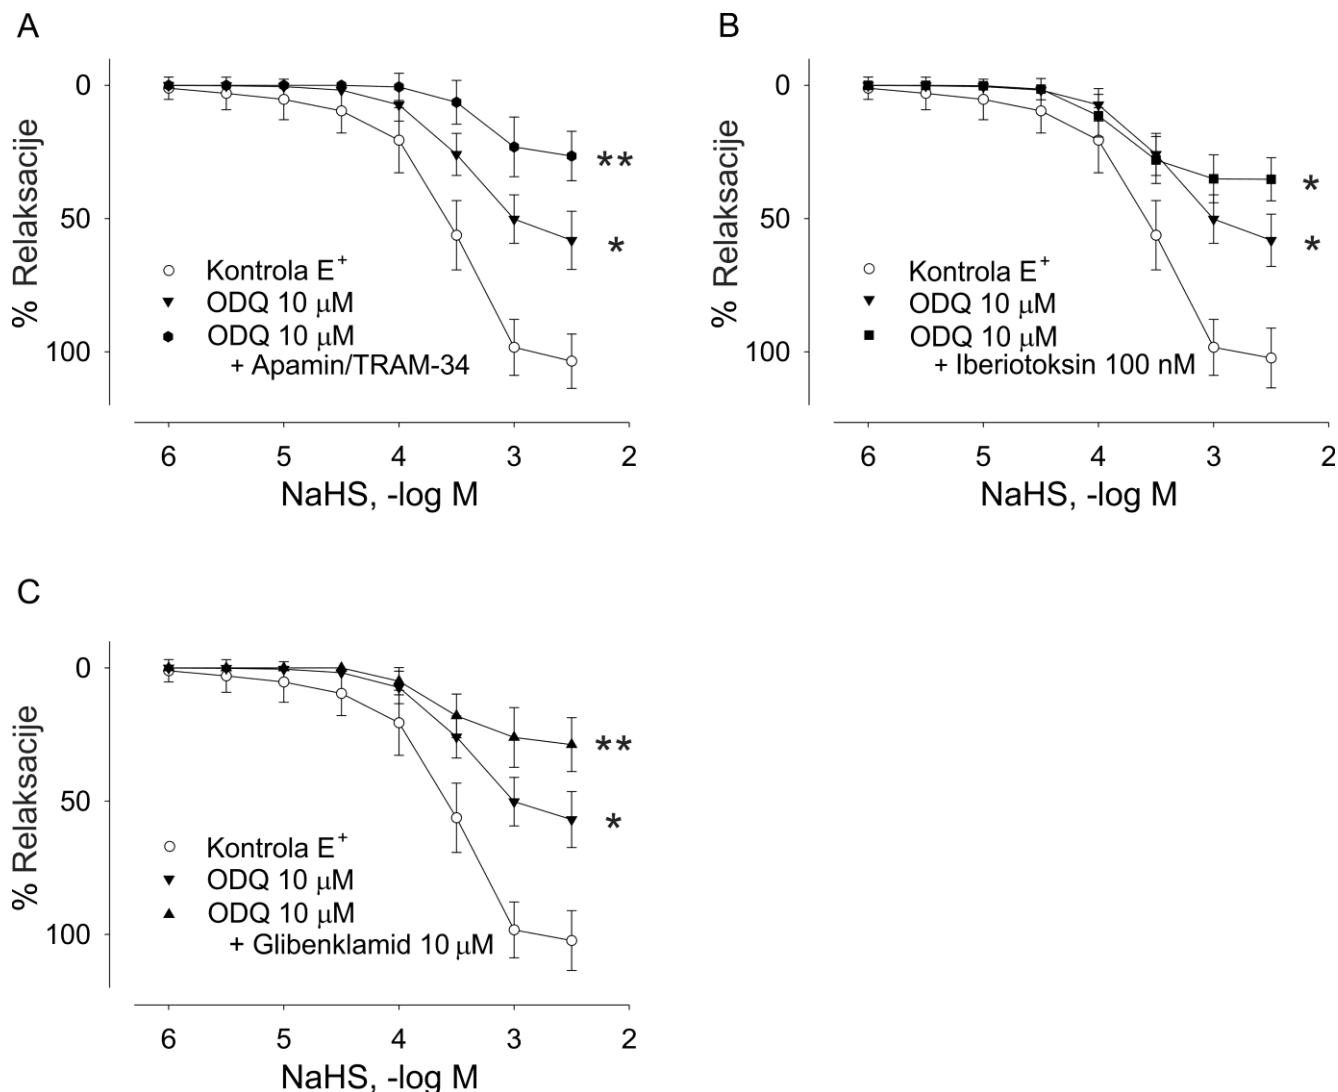 A
% Relaksacije
0
50
100
**
*
Kontrola E⁺
ODQ 10 μM
ODQ 10 μM
+ Apamin/TRAM-34
6 5 4 3 2
NaHS, -log M
B
% Relaksacije
0
50
100
*
*
Kontrola E⁺
ODQ 10 μM
ODQ 10 μM
+ Iberiotoksin 100 nM
6 5 4 3 2
NaHS, -log M
C
% Relaksacije
0
50
100
**
*
Kontrola E⁺
ODQ 10 μM
ODQ 10 μM
+ Glibenklamid 10 μM
6 5 4 3 2
NaHS, -log M